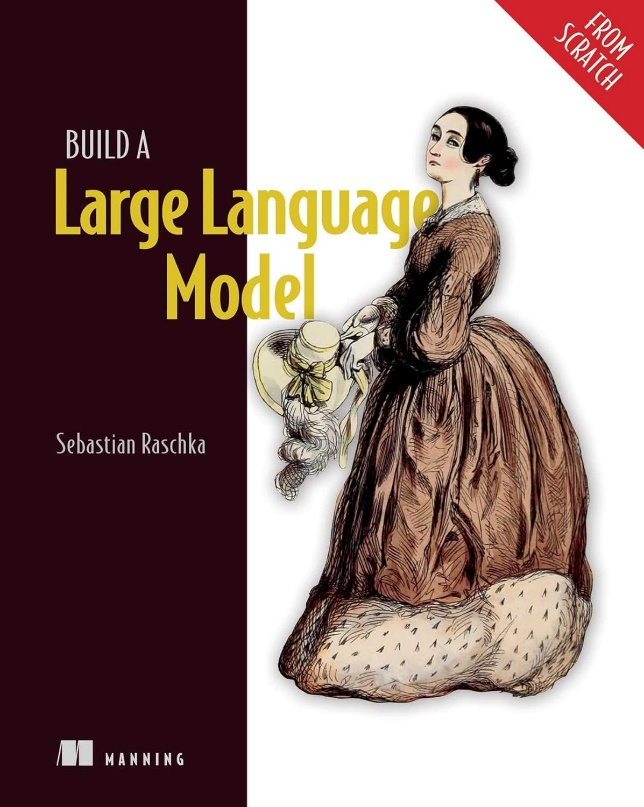 FROM
SCRATCH
BUILD A
Large Language
Model
Sebastian Raschka
MANNING